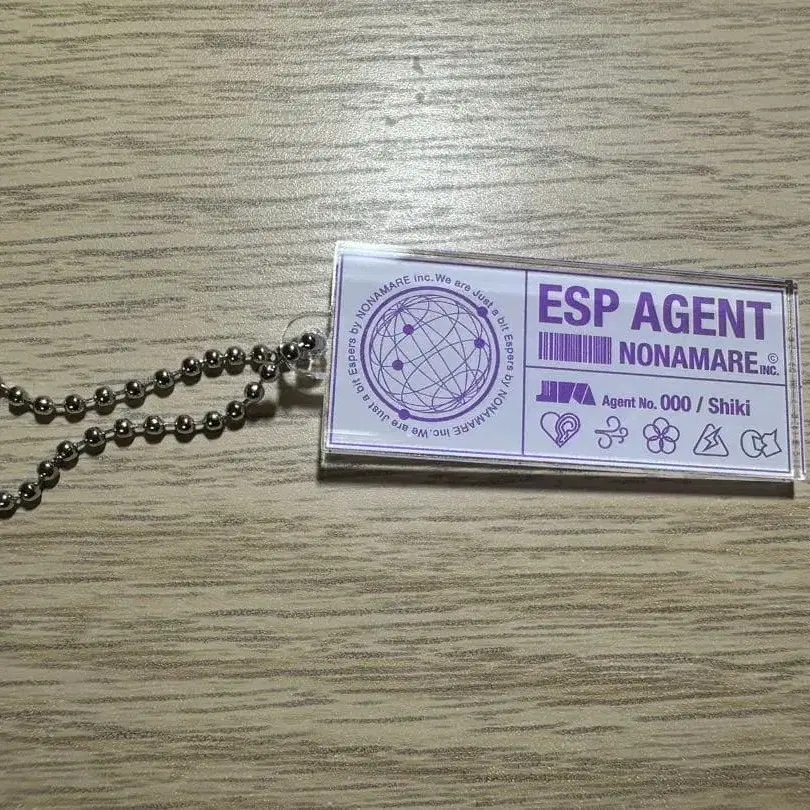 NONAMARE inc.We are Just a bit Espers by NONAMARE inc.We are Just a bit Espers by
ESP AGENT
NONAMARE©INC.
Agent No. 000 / Shiki